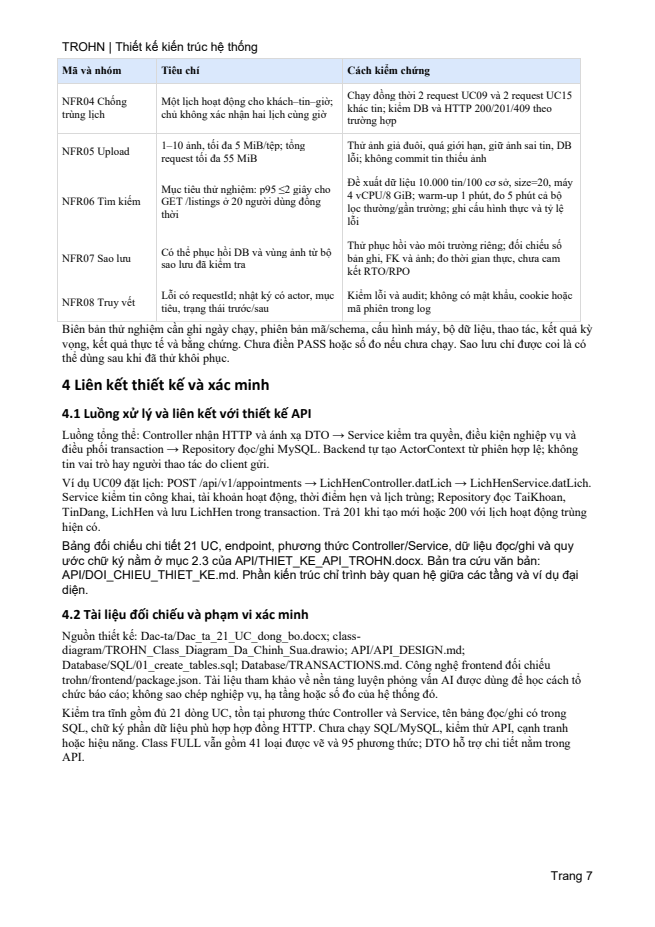 TROHN | Thiết kế kiến trúc hệ thống
Mã và nhóm
Tiêu chí
Cách kiểm chứng
NFR04 Chống
trùng lịch
Một lịch hoạt động cho khách–tin–giờ;
chủ không xác nhận hai lịch cùng giờ
Chạy đồng thời 2 request UC09 và 2 request UC15
khác tin; kiểm DB và HTTP 200/201/409 theo
trường hợp
NFR05 Upload
1–10 ảnh, tối đa 5 MiB/tệp; tổng
request tối đa 55 MiB
Thử ảnh giả đuôi, quá giới hạn, giữ ảnh sai tin, DB
lỗi; không commit tin thiếu ảnh
NFR06 Tìm kiếm
Mục tiêu thử nghiệm: p95 ≤2 giây cho
GET /listings ở 20 người dùng đồng
thời
Đề xuất dữ liệu 10.000 tin/100 cơ sở, size=20, máy
4 vCPU/8 GiB; warm-up 1 phút, đo 5 phút cả bộ
lọc thường/gần trường; ghi cấu hình thực và tỷ lệ
lỗi
NFR07 Sao lưu
Có thể phục hồi DB và vùng ảnh từ bộ
sao lưu đã kiểm tra
Thử phục hồi vào môi trường riêng; đối chiếu số
bản ghi, FK và ảnh; đo thời gian thực, chưa cam
kết RTO/RPO
NFR08 Truy vết
Lỗi có requestId; nhật ký có actor, mục
tiêu, trạng thái trước/sau
Kiểm lỗi và audit; không có mật khẩu, cookie hoặc
mã phiên trong log
Biên bản thử nghiệm cần ghi ngày chạy, phiên bản mã/schema, cấu hình máy, bộ dữ liệu, thao tác, kết quả kỳ
vọng, kết quả thực tế và bằng chứng. Chưa điền PASS hoặc số đo nếu chưa chạy. Sao lưu chỉ được coi là có
thể dùng sau khi đã thử khôi phục.
4 Liên kết thiết kế và xác minh
4.1 Luồng xử lý và liên kết với thiết kế API
Luồng tổng thể: Controller nhận HTTP và ánh xạ DTO → Service kiểm tra quyền, điều kiện nghiệp vụ và
điều phối transaction → Repository đọc/ghi MySQL. Backend tự tạo ActorContext từ phiên hợp lệ; không
tin vai trò hay người thao tác do client gửi.
Ví dụ UC09 đặt lịch: POST /api/v1/appointments → LichHenController.datLich → LichHenService.datLich.
Service kiểm tin công khai, tài khoản hoạt động, thời điểm hẹn và lịch trùng; Repository đọc TaiKhoan,
TinDang, LichHen và lưu LichHen trong transaction. Trả 201 khi tạo mới hoặc 200 với lịch hoạt động trùng
hiện có.
Bảng đối chiếu chi tiết 21 UC, endpoint, phương thức Controller/Service, dữ liệu đọc/ghi và quy
ước chữ ký nằm ở mục 2.3 của API/THIET_KE_API_TROHN.docx. Bản tra cứu văn bản:
API/DOI_CHIEU_THIET_KE.md. Phần kiến trúc chỉ trình bày quan hệ giữa các tầng và ví dụ đại
diện.
4.2 Tài liệu đối chiếu và phạm vi xác minh
Nguồn thiết kế: Dac-ta/Dac_ta_21_UC_dong_bo.docx; class-
diagram/TROHN_Class_Diagram_Da_Chinh_Sua.drawio; API/API_DESIGN.md;
Database/SQL/01_create_tables.sql; Database/TRANSACTIONS.md. Công nghệ frontend đối chiếu
trohn/frontend/package.json. Tài liệu tham khảo về nền tảng luyện phỏng vấn AI được dùng để học cách tổ
chức báo cáo; không sao chép nghiệp vụ, hạ tầng hoặc số đo của hệ thống đó.
Kiểm tra tĩnh gồm đủ 21 dòng UC, tồn tại phương thức Controller và Service, tên bảng đọc/ghi có trong
SQL, chữ ký phần dữ liệu phù hợp hợp đồng HTTP. Chưa chạy SQL/MySQL, kiểm thử API, cạnh tranh
hoặc hiệu năng. Class FULL vẫn gồm 41 loại được vẽ và 95 phương thức; DTO hỗ trợ chi tiết nằm trong
API.
Trang 7